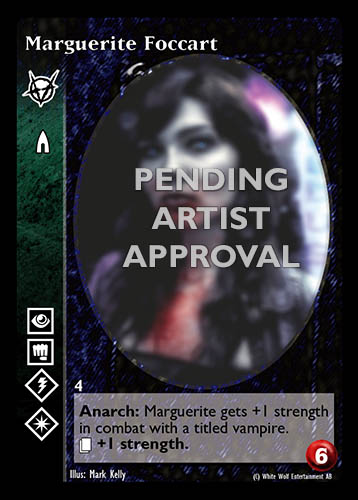 Marguerite Foccart
PENDING
ARTIST
APPROVAL
4
Anarch: Marguerite gets +1 strength
in combat with a titled vampire.
+1 strength.
6
Illus: Mark Kelly
(C) White Wolf Entertainment AB